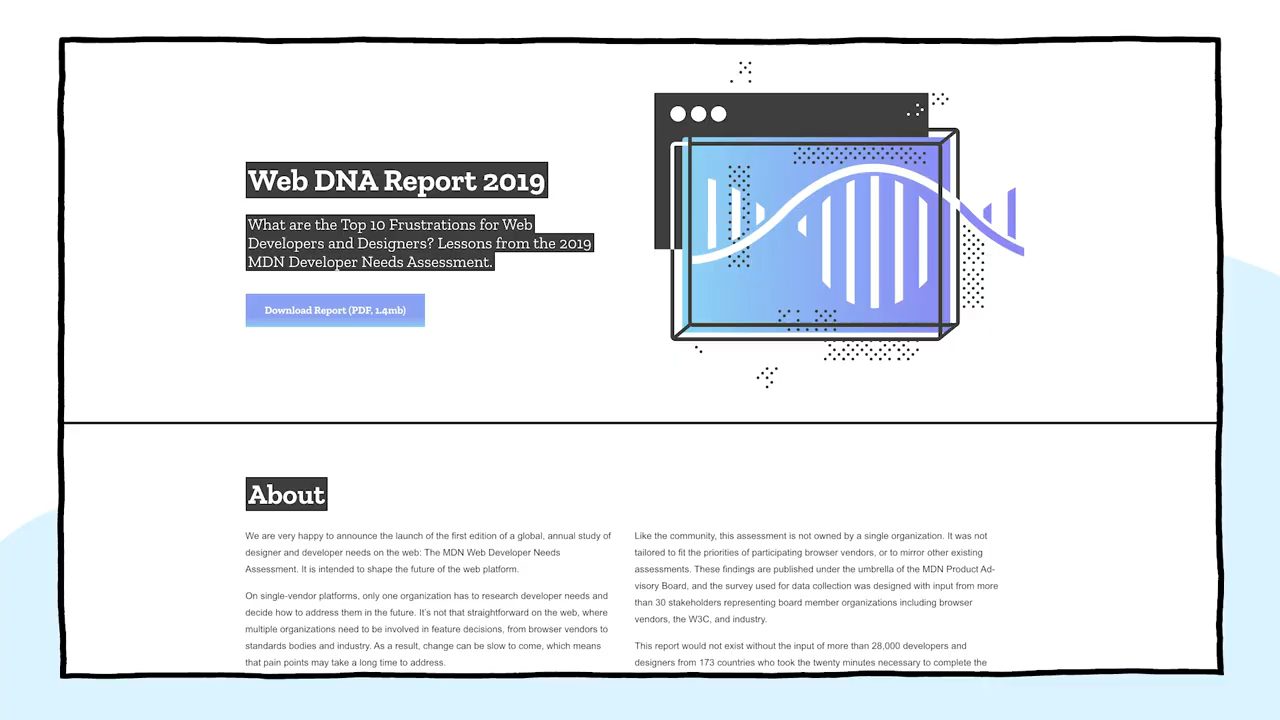 Web DNA Report 2019
What are the Top 10 Frustrations for Web
Developers and Designers? Lessons from the 2019
MDN Developer Needs Assessment.
Download Report (PDF, 1.4mb)
About
We are very happy to announce the launch of the first edition of a global, annual study of
designer and developer needs on the web: The MDN Web Developer Needs
Assessment. It is intended to shape the future of the web platform.
On single-vendor platforms, only one organization has to research developer needs and
decide how to address them in the future. It's not that straightforward on the web, where
multiple organizations need to be involved in feature decisions, from browser vendors to
standards bodies and industry. As a result, change can be slow to come, which means
that pain points may take a long time to address.
Like the community, this assessment is not owned by a single organization. It was not
tailored to fit the priorities of participating browser vendors, or to mirror other existing
assessments. These findings are published under the umbrella of the MDN Product Ad-
visory Board, and the survey used for data collection was designed with input from more
than 30 stakeholders representing board member organizations including browser
vendors, the W3C, and industry.
This report would not exist without the input of more than 28,000 developers and
designers from 173 countries who took the twenty minutes necessary to complete the